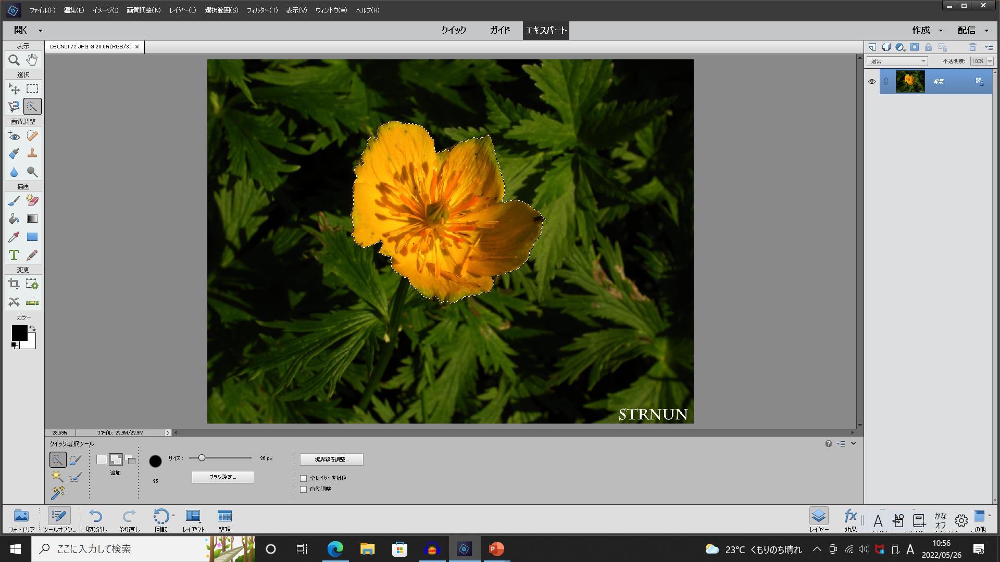 ファイル(F) 編集(E) イメージ(I) 画質調整(N) レイヤー(L) 選択範囲(S) フィルター(T) 表示(V) ウィンドウ(W) ヘルプ(H)
開く クイック ガイド エキスパート 作成 配信
DSCN0172.JPG @ 28.6%(RGB/8) ×
表示
選択
画質調整
描画
T
変更
カラー
通常 不透明度: 100%
背景
STRNUN
28.59% ファイル: 22.9M/22.9M
クイック選択ツール
追加
26
サイズ: 26 px
ブラシ設定...
境界線を調整...
全レイヤーを対象
自動調整
フォトエリア ツールオプシ... 取り消し やり直し 回転 レイアウト 整理
レイヤー fx 効果 A かな オフ
ここに入力して検索
P
23°C くもりのち晴れ
A
10:56
2022/05/26